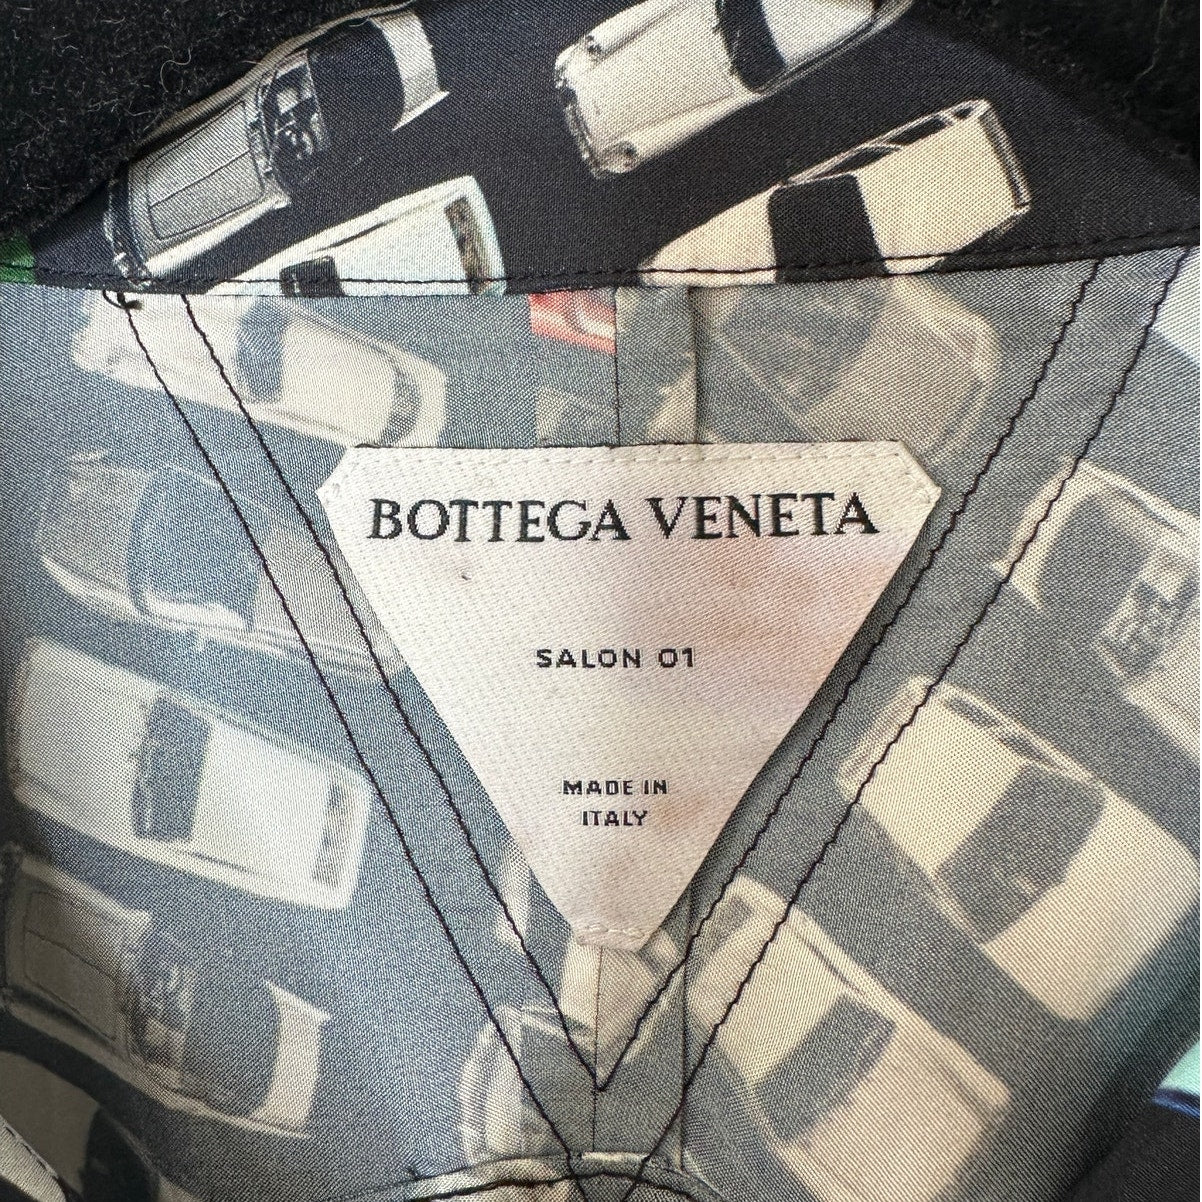 BOTTEGA VENETA
SALON 01
MADE IN
ITALY